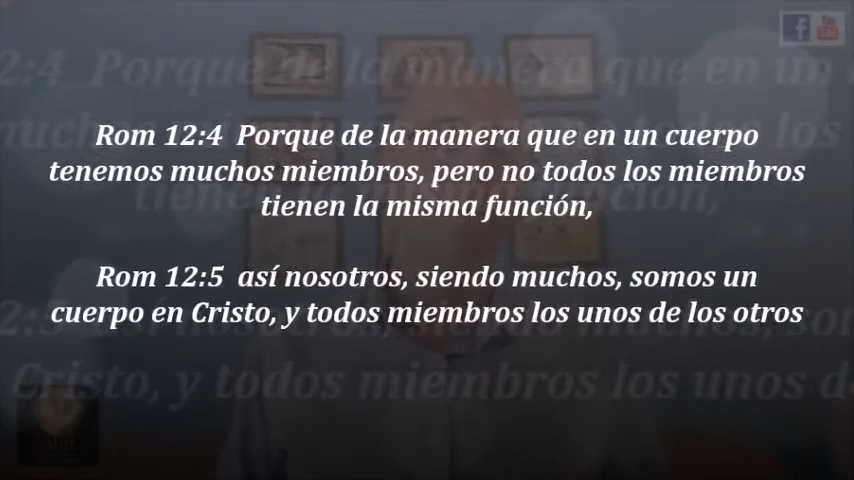 Rom 12:4 Porque de la manera que en un cuerpo
tenemos muchos miembros, pero no todos los miembros
tienen la misma función,
Rom 12:5 así nosotros, siendo muchos, somos un
cuerpo en Cristo, y todos miembros los unos de los otros